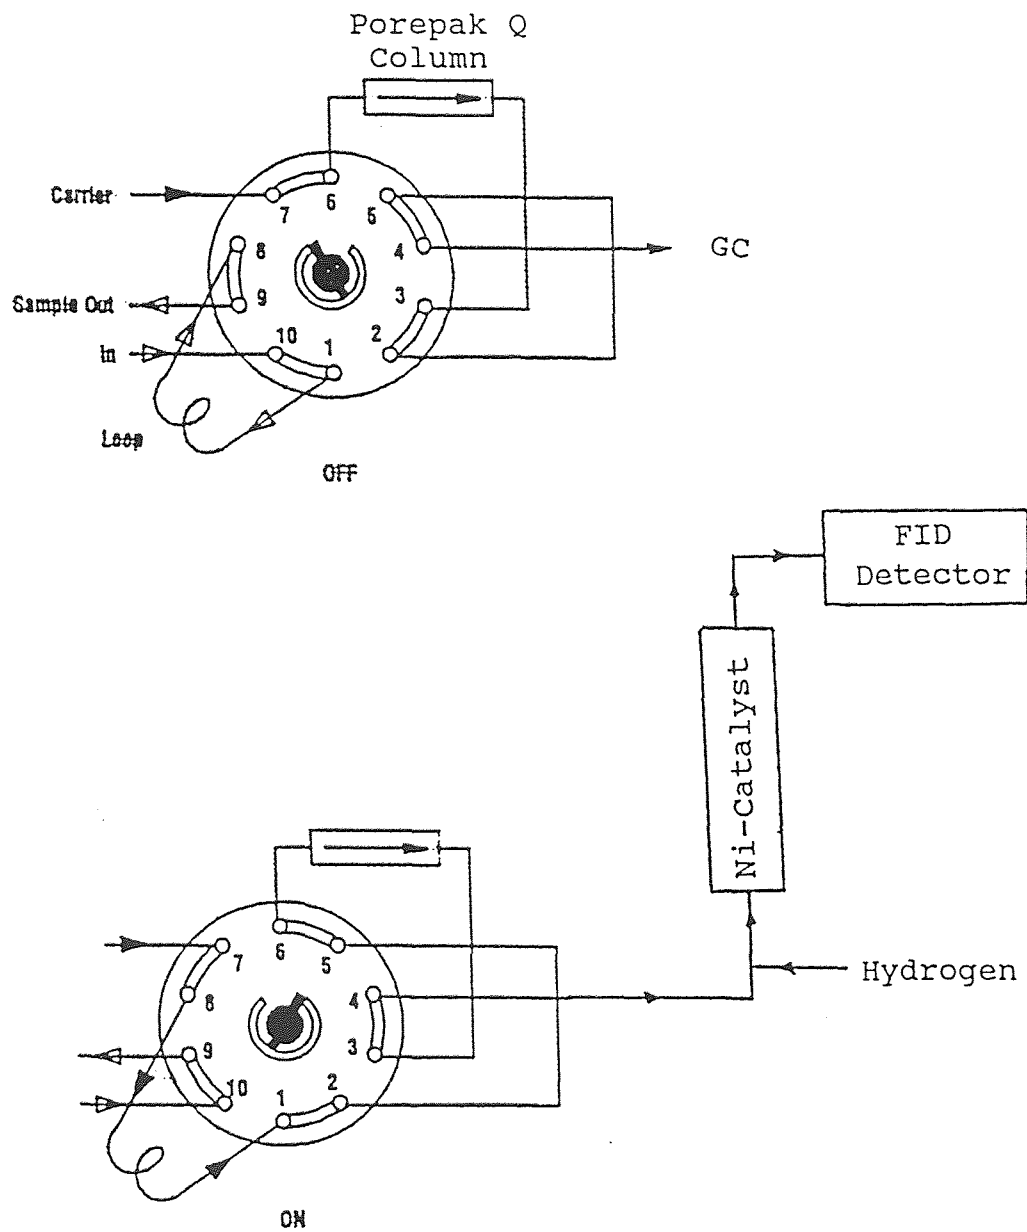 Porepak Q
Column
Carrier
6
7
5
8
4
GC
9
3
Sample Out
10
1
2
In
Loop
OFF
FID
Detector
Ni-Catalyst
6
5
7
8
4
Hydrogen
9
3
10
1
2
ON